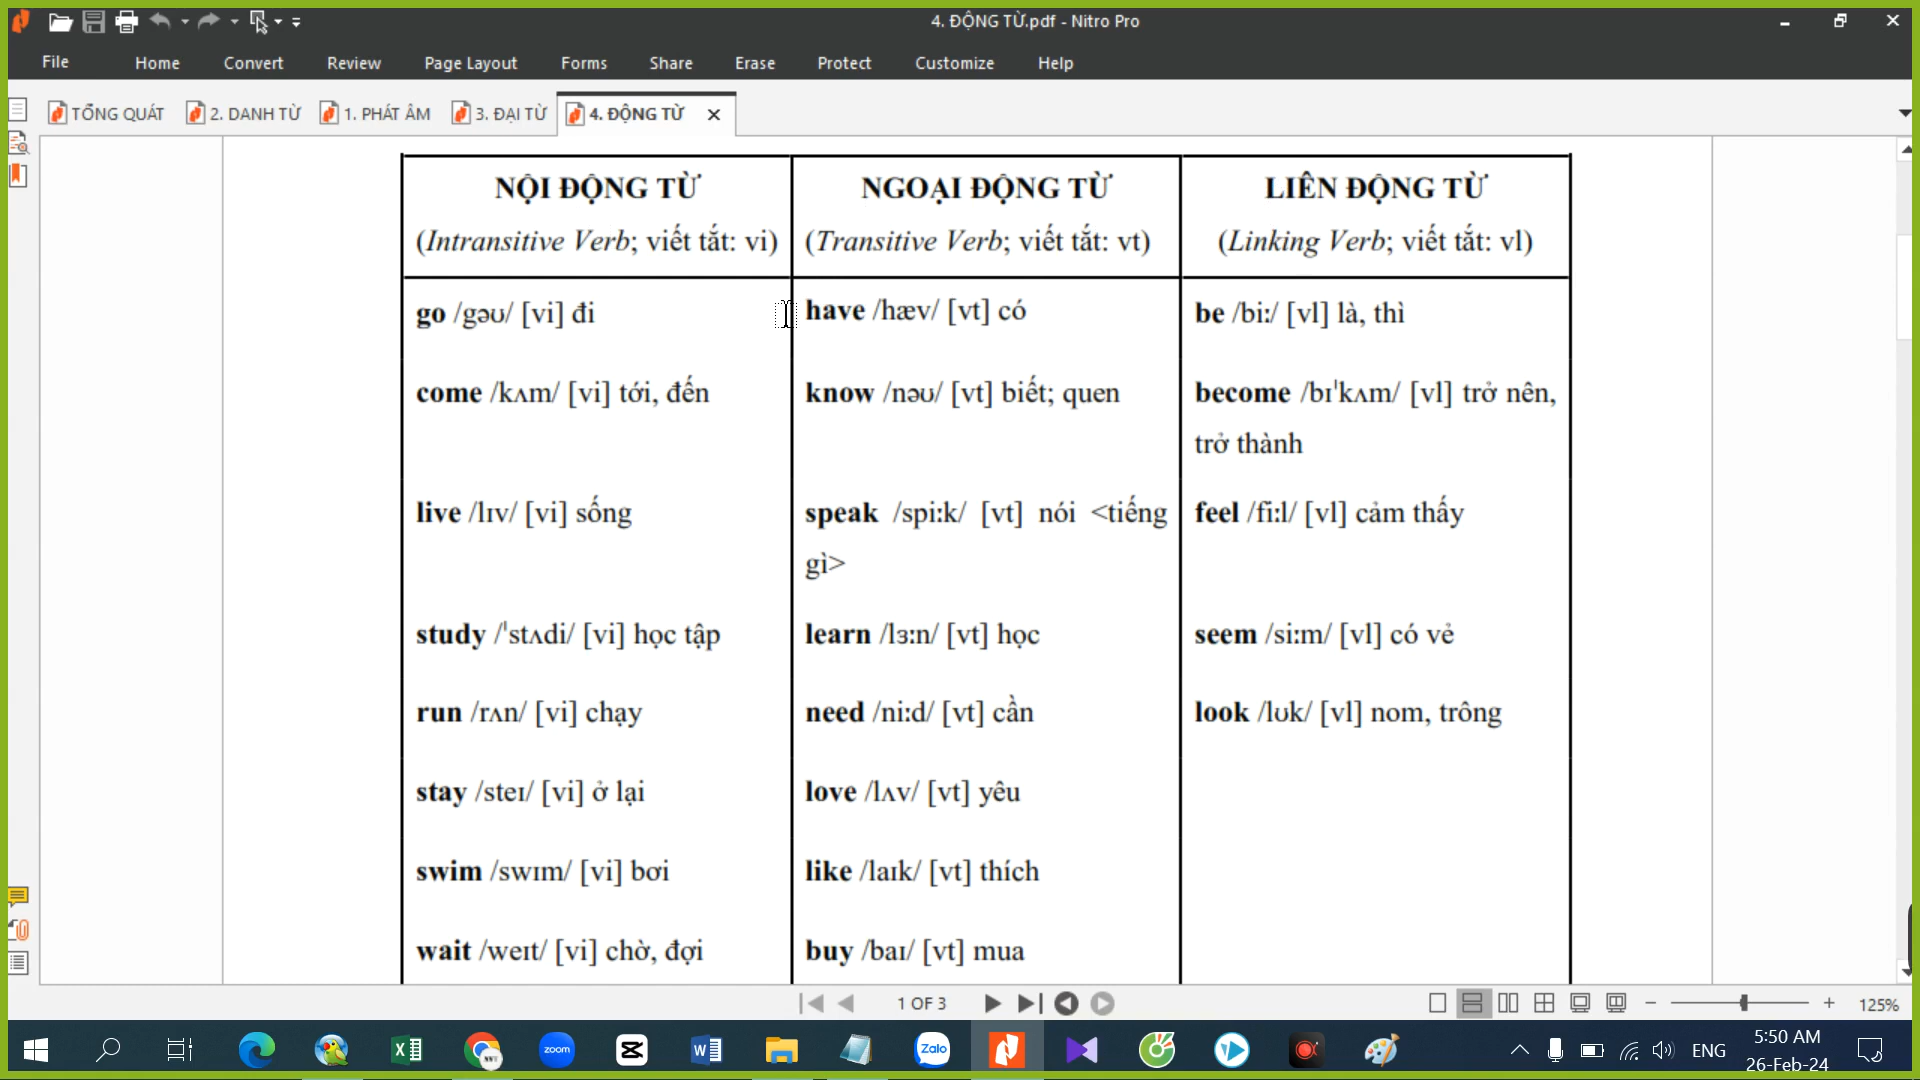 4. ĐỘNG TỪ.pdf - Nitro Pro
File Home Convert Review Page Layout Forms Share Erase Protect Customize Help
TỔNG QUÁT 2. DANH TỪ 1. PHÁT ÂM 3. ĐẠI TỪ 4. ĐỘNG TỪ
NỘI ĐỘNG TỪ
(Intransitive Verb; viết tắt: vi)
NGOẠI ĐỘNG TỪ
(Transitive Verb; viết tắt: vt)
LIÊN ĐỘNG TỪ
(Linking Verb; viết tắt: vl)
go /gəʊ/ [vi] đi
have /hæv/ [vt] có
be /biː/ [vl] là, thì
come /kʌm/ [vi] tới, đến
know /nəʊ/ [vt] biết; quen
become /bɪˈkʌm/ [vl] trở nên,
trở thành
live /lɪv/ [vi] sống
speak /spiːk/ [vt] nói <tiếng
gì>
feel /fiːl/ [vl] cảm thấy
study /ˈstʌdi/ [vi] học tập
learn /lɜːn/ [vt] học
seem /siːm/ [vl] có vẻ
run /rʌn/ [vi] chạy
need /niːd/ [vt] cần
look /lʊk/ [vl] nom, trông
stay /steɪ/ [vi] ở lại
love /lʌv/ [vt] yêu
swim /swɪm/ [vi] bơi
like /laɪk/ [vt] thích
wait /weɪt/ [vi] chờ, đợi
buy /baɪ/ [vt] mua
1 OF 3
125%
zoom
Zalo
ENG
5:50 AM
26-Feb-24